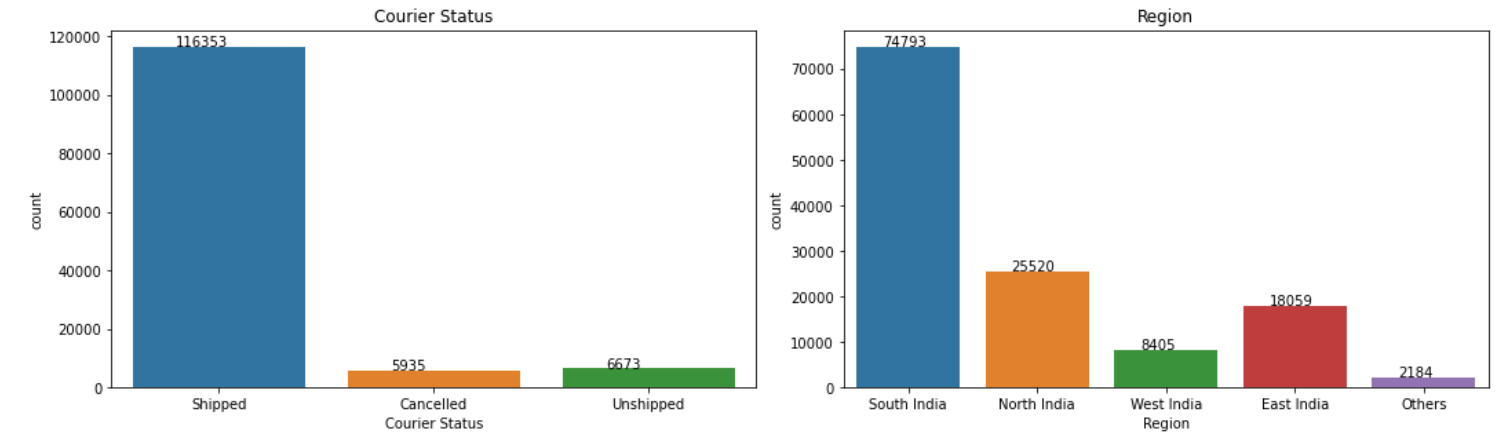 Courier Status
120000
100000
80000
60000
40000
20000
0
count
116353
5935
6673
Shipped
Cancelled
Unshipped
Courier Status
Region
70000
60000
50000
40000
30000
20000
10000
0
count
74793
25520
8405
18059
2184
South India
North India
West India
East India
Others
Region